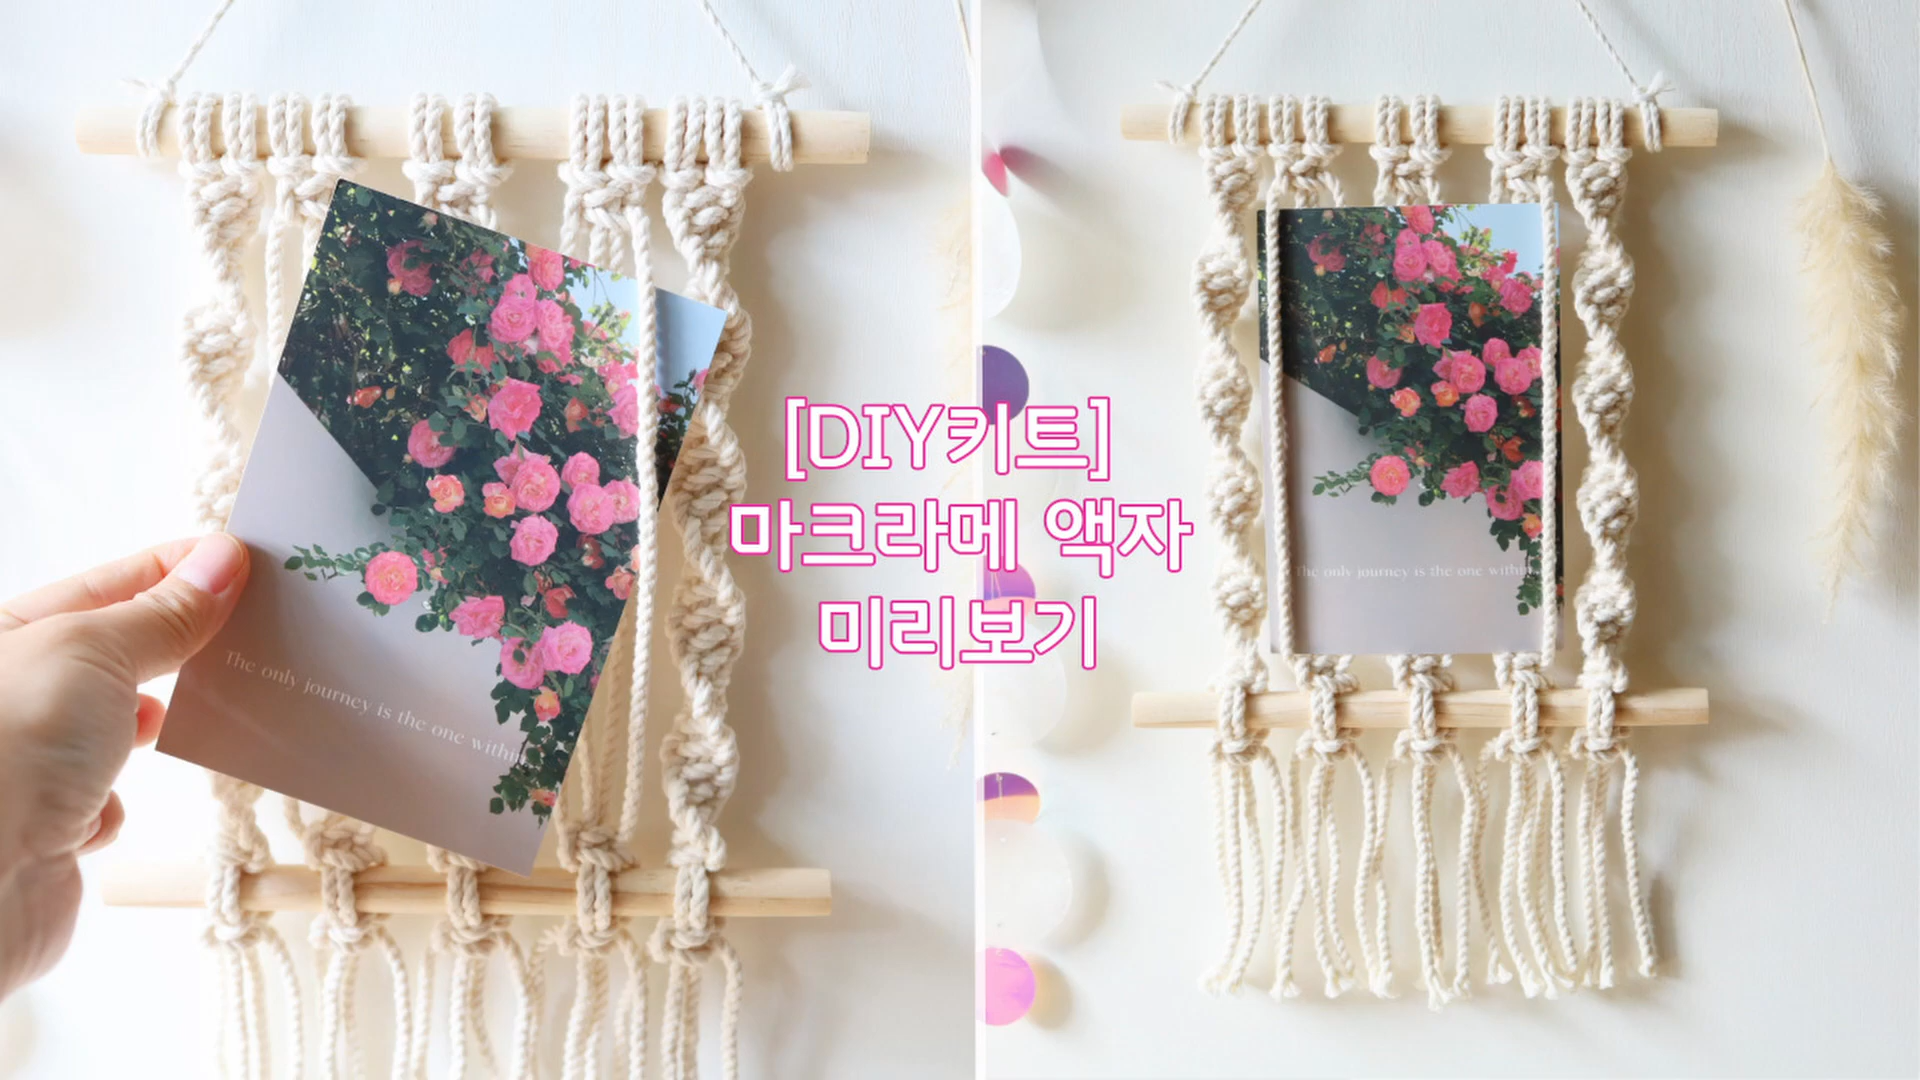 [DIY키트]
마크라메 액자
미리보기
The only journey is the one within.
The only journey is the one within.